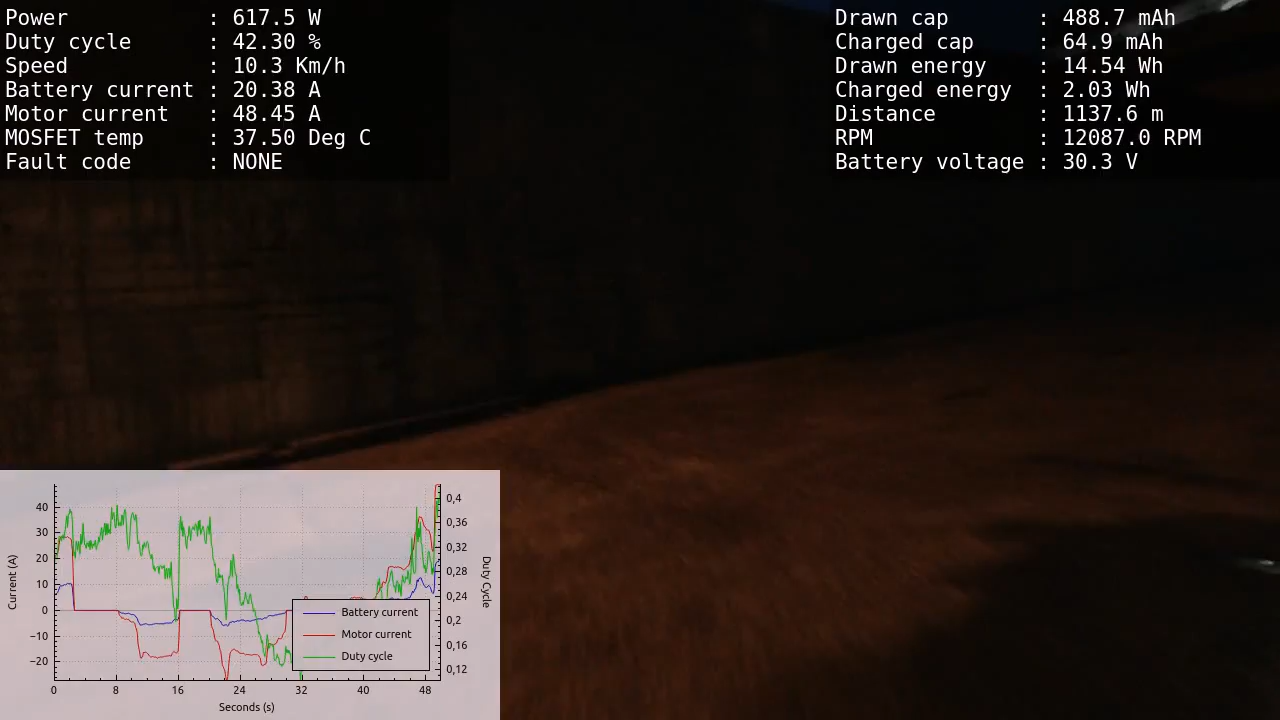 Power : 617.5 W
Duty cycle : 42.30 %
Speed : 10.3 Km/h
Battery current : 20.38 A
Motor current : 48.45 A
MOSFET temp : 37.50 Deg C
Fault code : NONE
Drawn cap : 488.7 mAh
Charged cap : 64.9 mAh
Drawn energy : 14.54 Wh
Charged energy : 2.03 Wh
Distance : 1137.6 m
RPM : 12087.0 RPM
Battery voltage : 30.3 V
Current (A)
40
30
20
10
0
−10
−20
Battery current
Motor current
Duty cycle
0,4
0,36
0,32
0,28
0,24
0,2
0,16
0,12
Duty Cycle
0 8 16 24 32 40 48
Seconds (s)